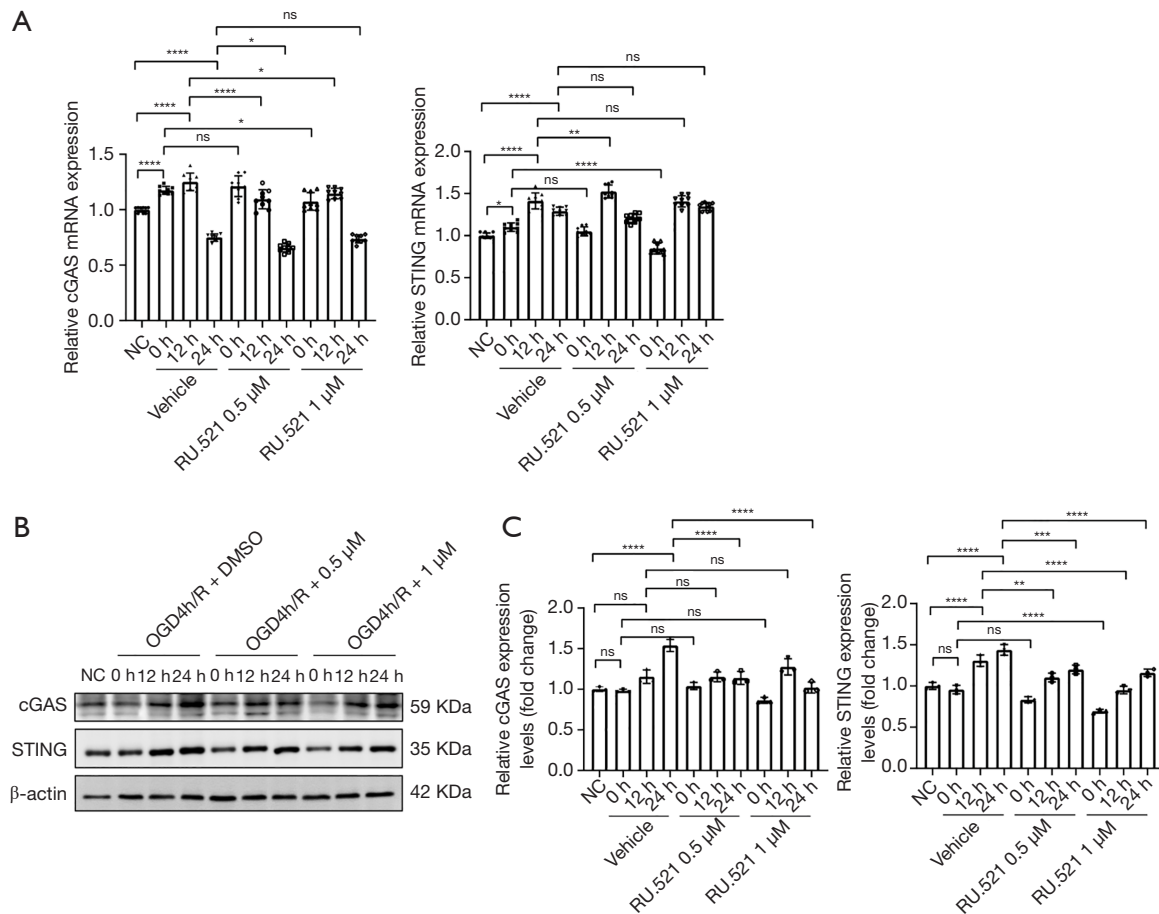 A
ns
*
****
*
****
****
*
ns
****
Relative cGAS mRNA expression
1.5
1.0
0.5
0.0
NC
0 h
12 h
24 h
0 h
12 h
24 h
0 h
12 h
24 h
Vehicle
RU.521 0.5 μM
RU.521 1 μM
ns
ns
****
ns
**
****
****
ns
*
Relative STING mRNA expression
2.0
1.5
1.0
0.5
0.0
NC
0 h
12 h
24 h
0 h
12 h
24 h
0 h
12 h
24 h
Vehicle
RU.521 0.5 μM
RU.521 1 μM
B
OGD4h/R + DMSO
OGD4h/R + 0.5 μM
OGD4h/R + 1 μM
NC 0 h 12 h 24 h 0 h 12 h 24 h 0 h 12 h 24 h
cGAS 59 KDa
STING 35 KDa
β-actin 42 KDa
C
****
****
****
ns
ns
ns
ns
ns
ns
Relative cGAS expression
levels (fold change)
2.0
1.5
1.0
0.5
0.0
NC
0 h
12 h
24 h
0 h
12 h
24 h
0 h
12 h
24 h
Vehicle
RU.521 0.5 μM
RU.521 1 μM
****
***
****
****
**
****
****
ns
ns
Relative STING expression
levels (fold change)
2.0
1.5
1.0
0.5
0.0
NC
0 h
12 h
24 h
0 h
12 h
24 h
0 h
12 h
24 h
Vehicle
RU.521 0.5 μM
RU.521 1 μM